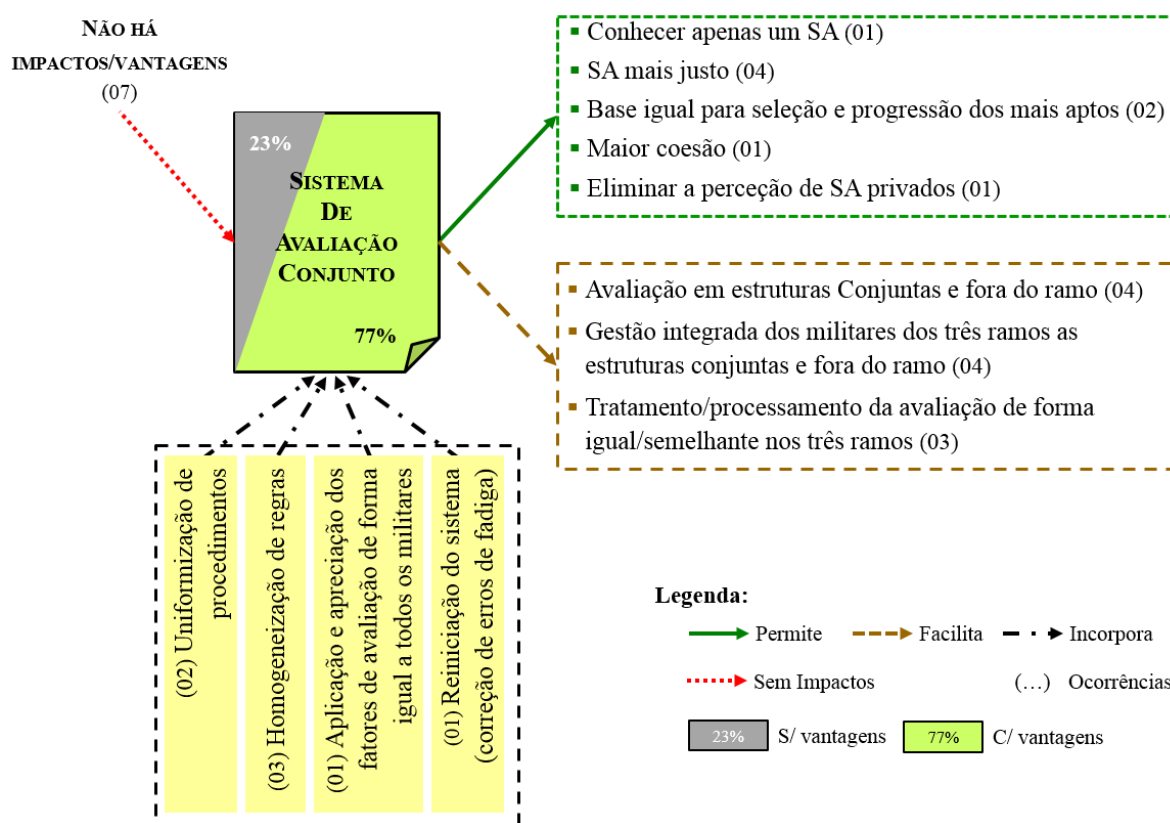 NÃO HÁ
IMPACTOS/VANTAGENS
(07)
23%
SISTEMA
DE
AVALIAÇÃO
CONJUNTO
77%
▪ Conhecer apenas um SA (01)
▪ SA mais justo (04)
▪ Base igual para seleção e progressão dos mais aptos (02)
▪ Maior coesão (01)
▪ Eliminar a perceção de SA privados (01)
▪ Avaliação em estruturas Conjuntas e fora do ramo (04)
▪ Gestão integrada dos militares dos três ramos as
estruturas conjuntas e fora do ramo (04)
▪ Tratamento/processamento da avaliação de forma
igual/semelhante nos três ramos (03)
(02) Uniformização de
procedimentos
(03) Homogeneização de regras
(01) Aplicação e apreciação dos
fatores de avaliação de forma
igual a todos os militares
(01) Reiniciação do sistema
(correção de erros de fadiga)
Legenda:
Permite
Facilita
Incorpora
Sem Impactos
(…) Ocorrências
23% S/ vantagens
77% C/ vantagens